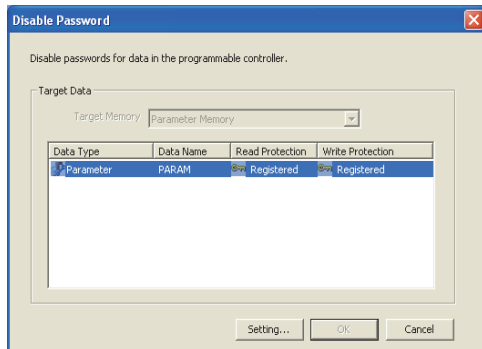 Disable Password
Disable passwords for data in the programmable controller.
Target Data
Target Memory Parameter Memory
Data Type Data Name Read Protection Write Protection
Parameter PARAM Registered Registered
Setting... OK Cancel